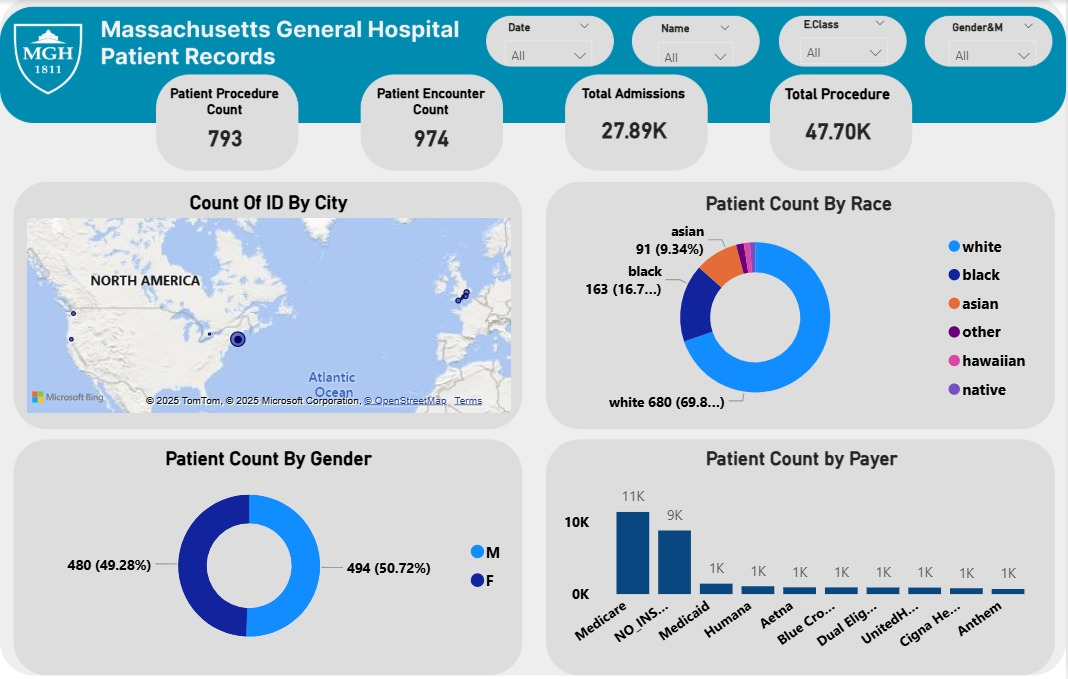 MGH
1811
Massachusetts General Hospital
Patient Records
Date
All
Name
All
E.Class
All
Gender&M
All
Patient Procedure
Count
793
Patient Encounter
Count
974
Total Admissions
27.89K
Total Procedure
47.70K
Count Of ID By City
NORTH AMERICA
Atlantic
Ocean
Microsoft Bing
© 2025 TomTom, © 2025 Microsoft Corporation, © OpenStreetMap Terms
Patient Count By Race
asian
91 (9.34%)
black
163 (16.7...)
white 680 (69.8...)
white
black
asian
other
hawaiian
native
Patient Count By Gender
480 (49.28%)
494 (50.72%)
M
F
Patient Count by Payer
10K
0K
11K
9K
1K
1K
1K
1K
1K
1K
1K
1K
Medicare
NO_INS...
Medicaid
Humana
Aetna
Blue Cro...
Dual Elig...
UnitedH...
Cigna He...
Anthem